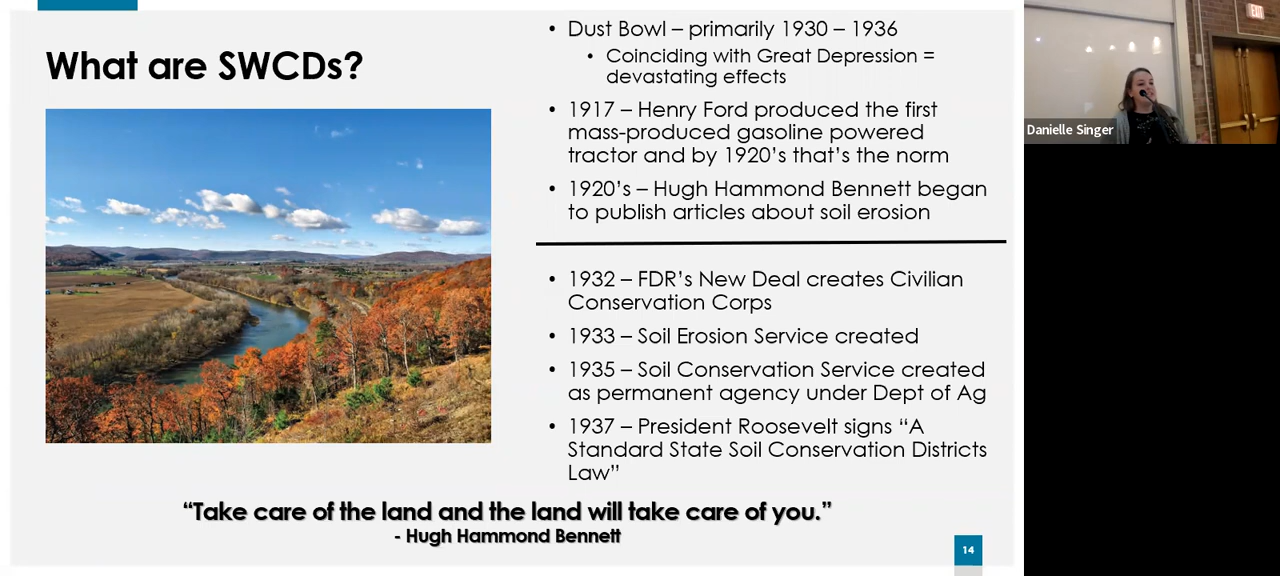 What are SWCDs?
• Dust Bowl – primarily 1930 – 1936
• Coinciding with Great Depression =
devastating effects
• 1917 – Henry Ford produced the first
mass-produced gasoline powered
tractor and by 1920’s that’s the norm
• 1920’s – Hugh Hammond Bennett began
to publish articles about soil erosion
• 1932 – FDR’s New Deal creates Civilian
Conservation Corps
• 1933 – Soil Erosion Service created
• 1935 – Soil Conservation Service created
as permanent agency under Dept of Ag
• 1937 – President Roosevelt signs “A
Standard State Soil Conservation Districts
Law”
“Take care of the land and the land will take care of you.”
- Hugh Hammond Bennett
14
EXIT
Danielle Singer